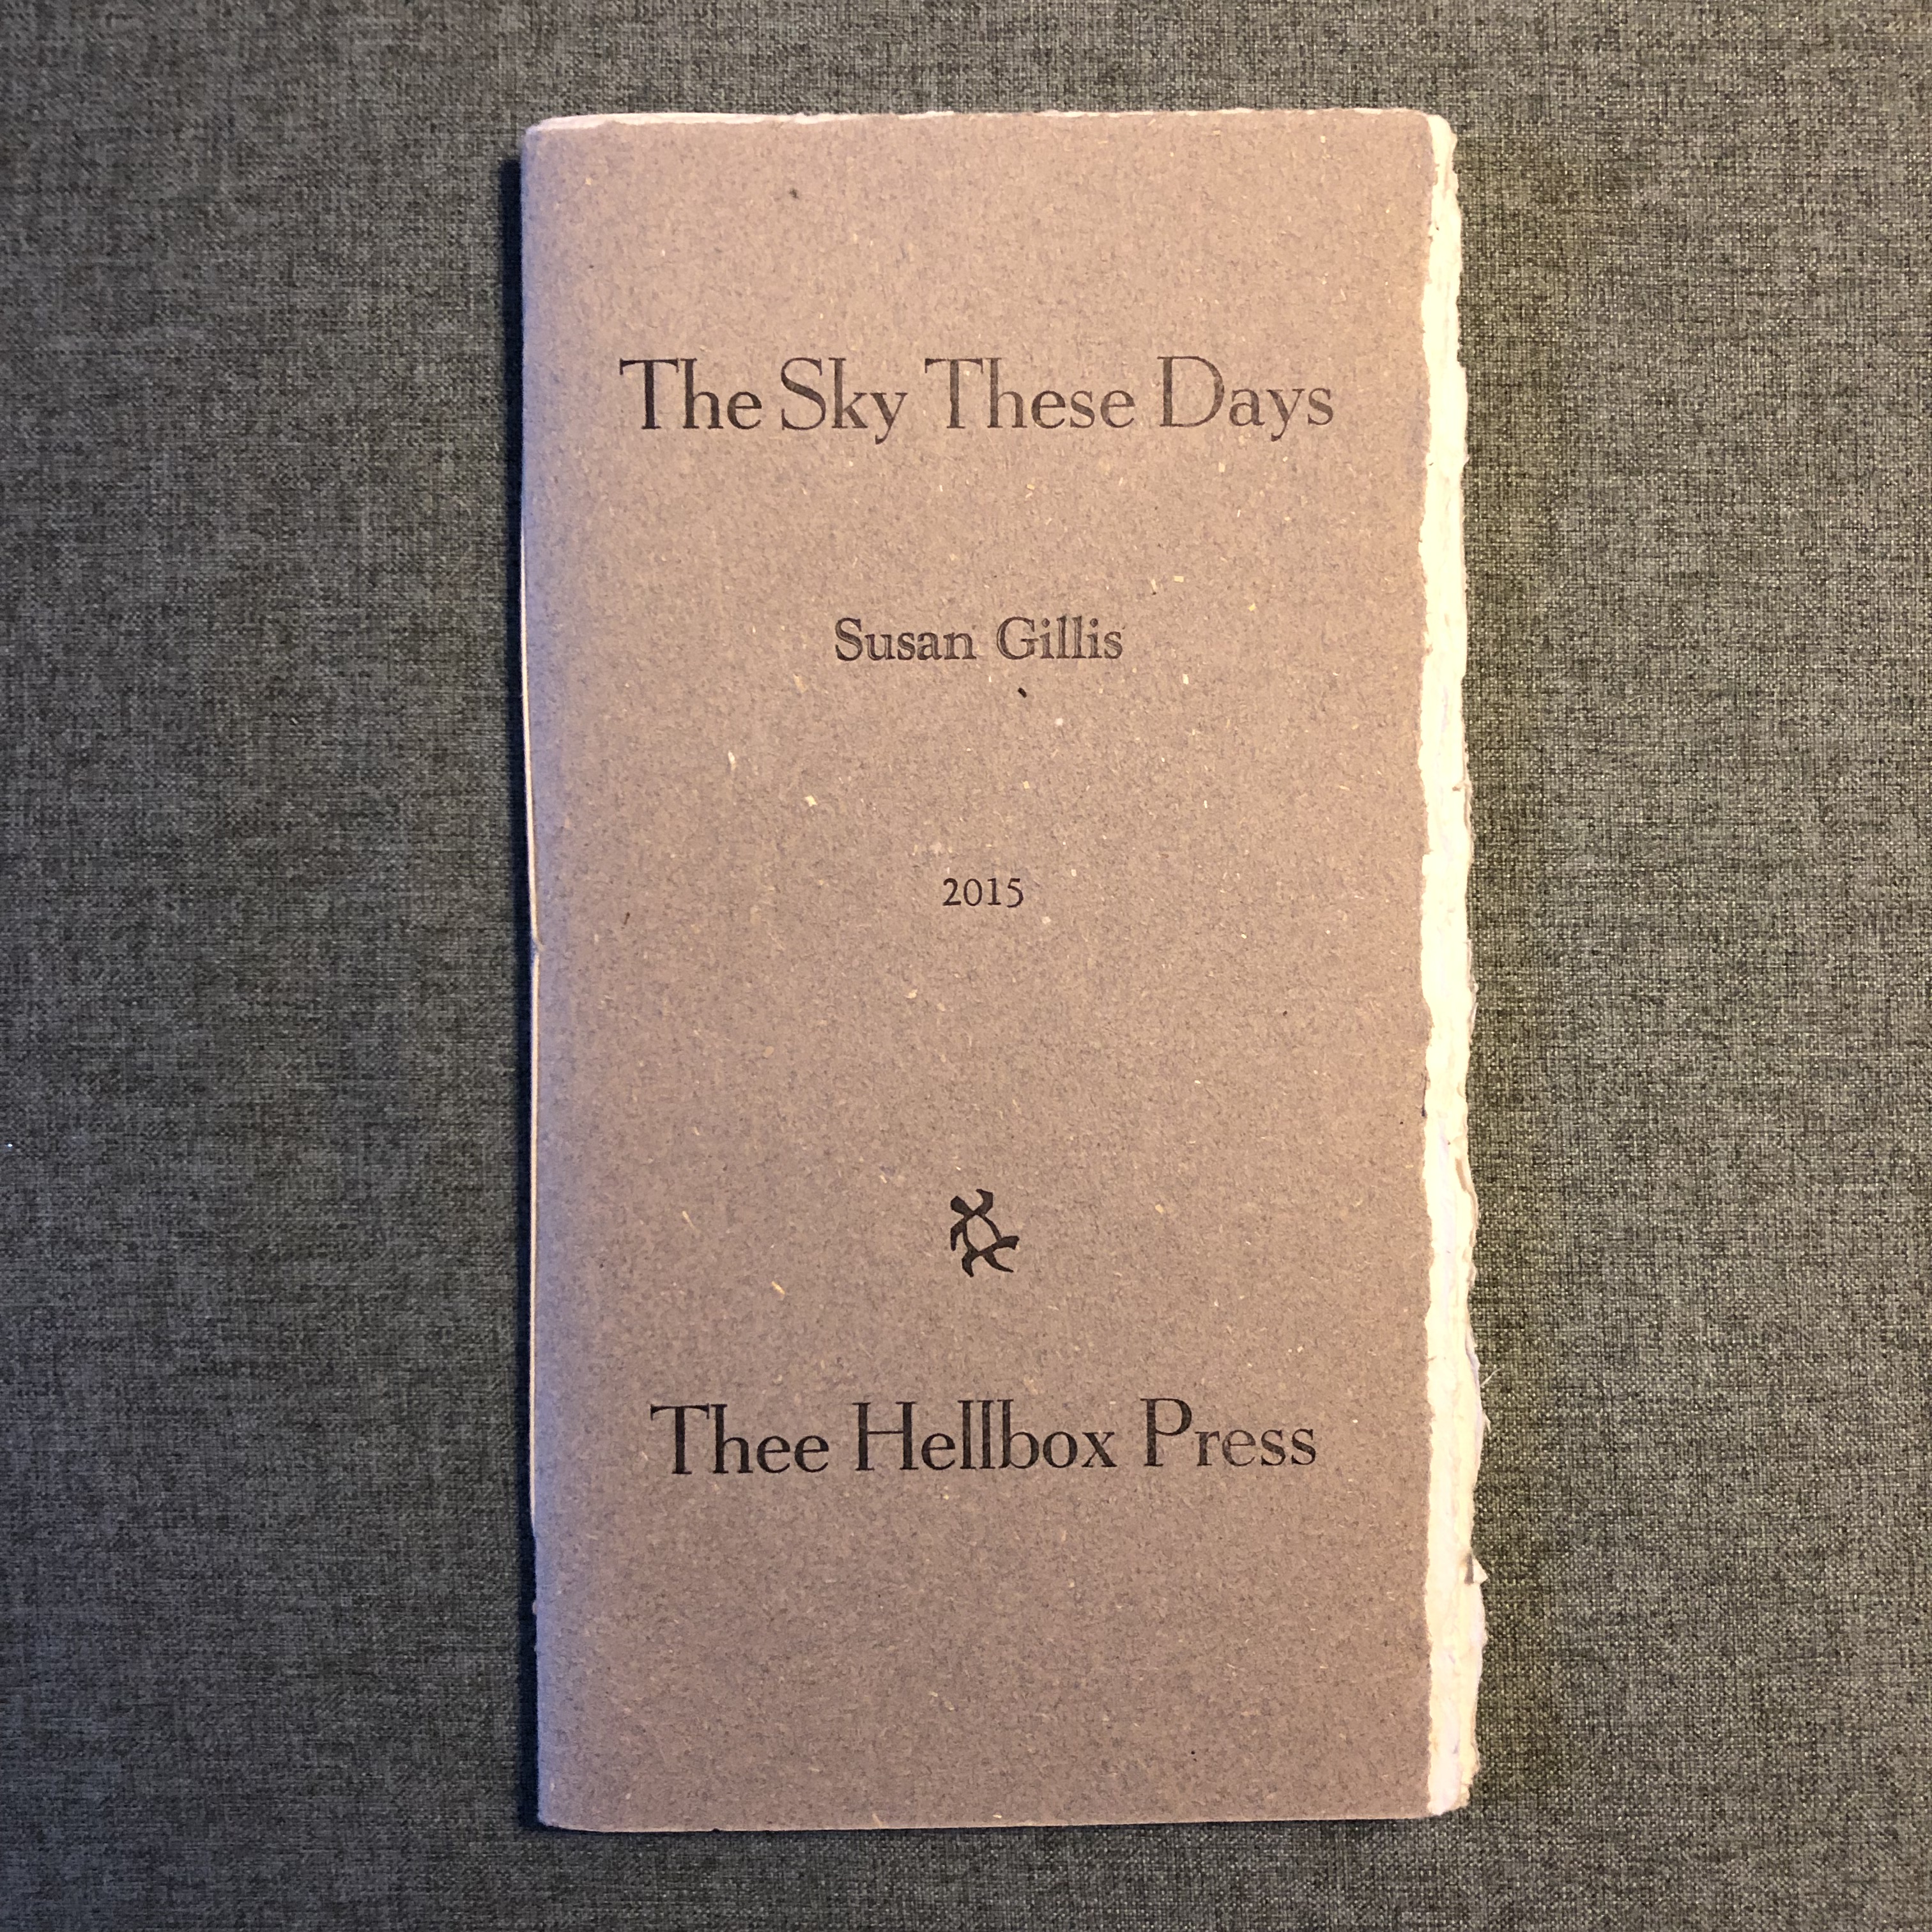 The Sky These Days
Susan Gillis
2015
Thee Hellbox Press